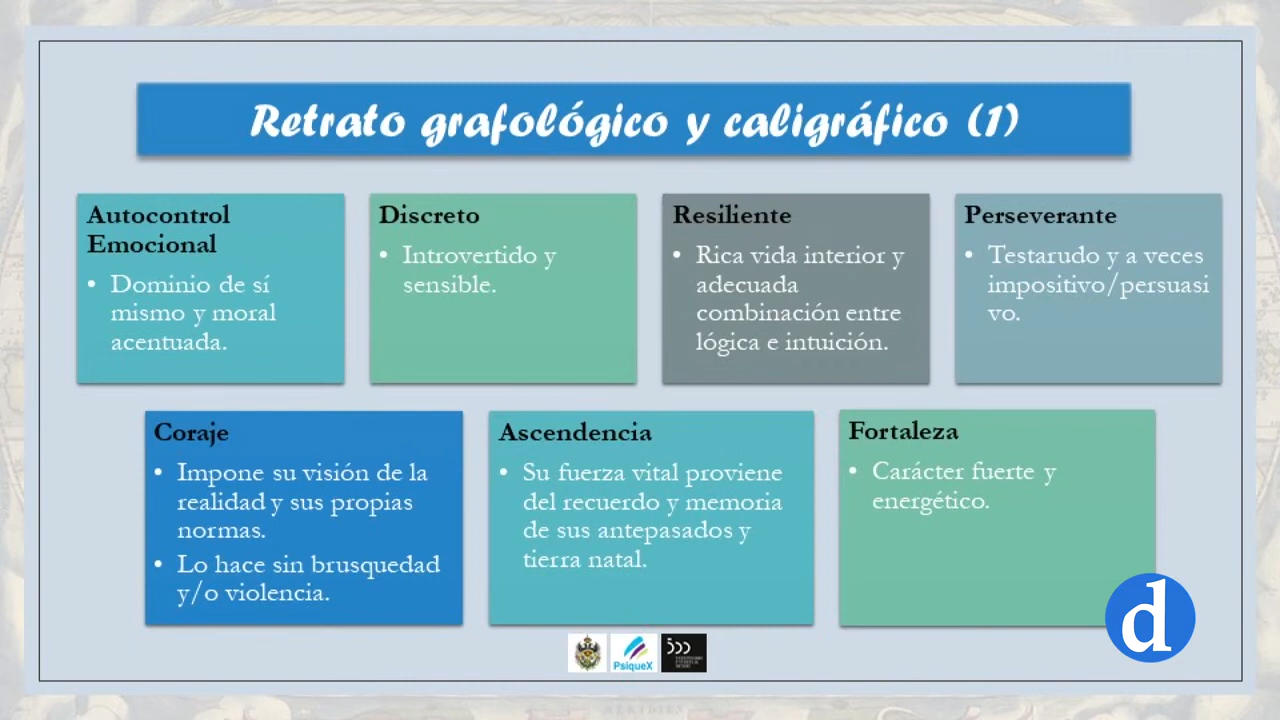 Retrato grafológico y caligráfico (1)
Autocontrol
Emocional
• Dominio de sí
mismo y moral
acentuada.
Discreto
• Introvertido y
sensible.
Resiliente
• Rica vida interior y
adecuada
combinación entre
lógica e intuición.
Perseverante
• Testarudo y a veces
impositivo/persuasi
vo.
Coraje
• Impone su visión de la
realidad y sus propias
normas.
• Lo hace sin brusquedad
y/o violencia.
Ascendencia
• Su fuerza vital proviene
del recuerdo y memoria
de sus antepasados y
tierra natal.
Fortaleza
• Carácter fuerte y
energético.
PsiqueX
d